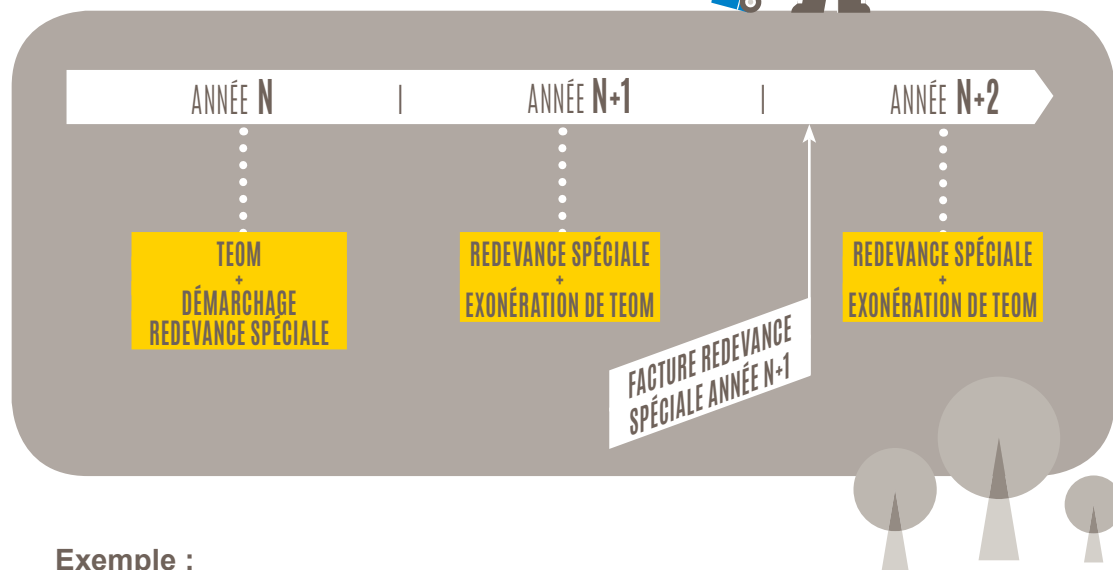 ANNÉE N | ANNÉE N+1 | ANNÉE N+2
TEOM
+
DÉMARCHAGE
REDEVANCE SPÉCIALE
REDEVANCE SPÉCIALE
+
EXONÉRATION DE TEOM
FACTURE REDEVANCE
SPÉCIALE ANNÉE N+1
REDEVANCE SPÉCIALE
+
EXONÉRATION DE TEOM
Exemple :